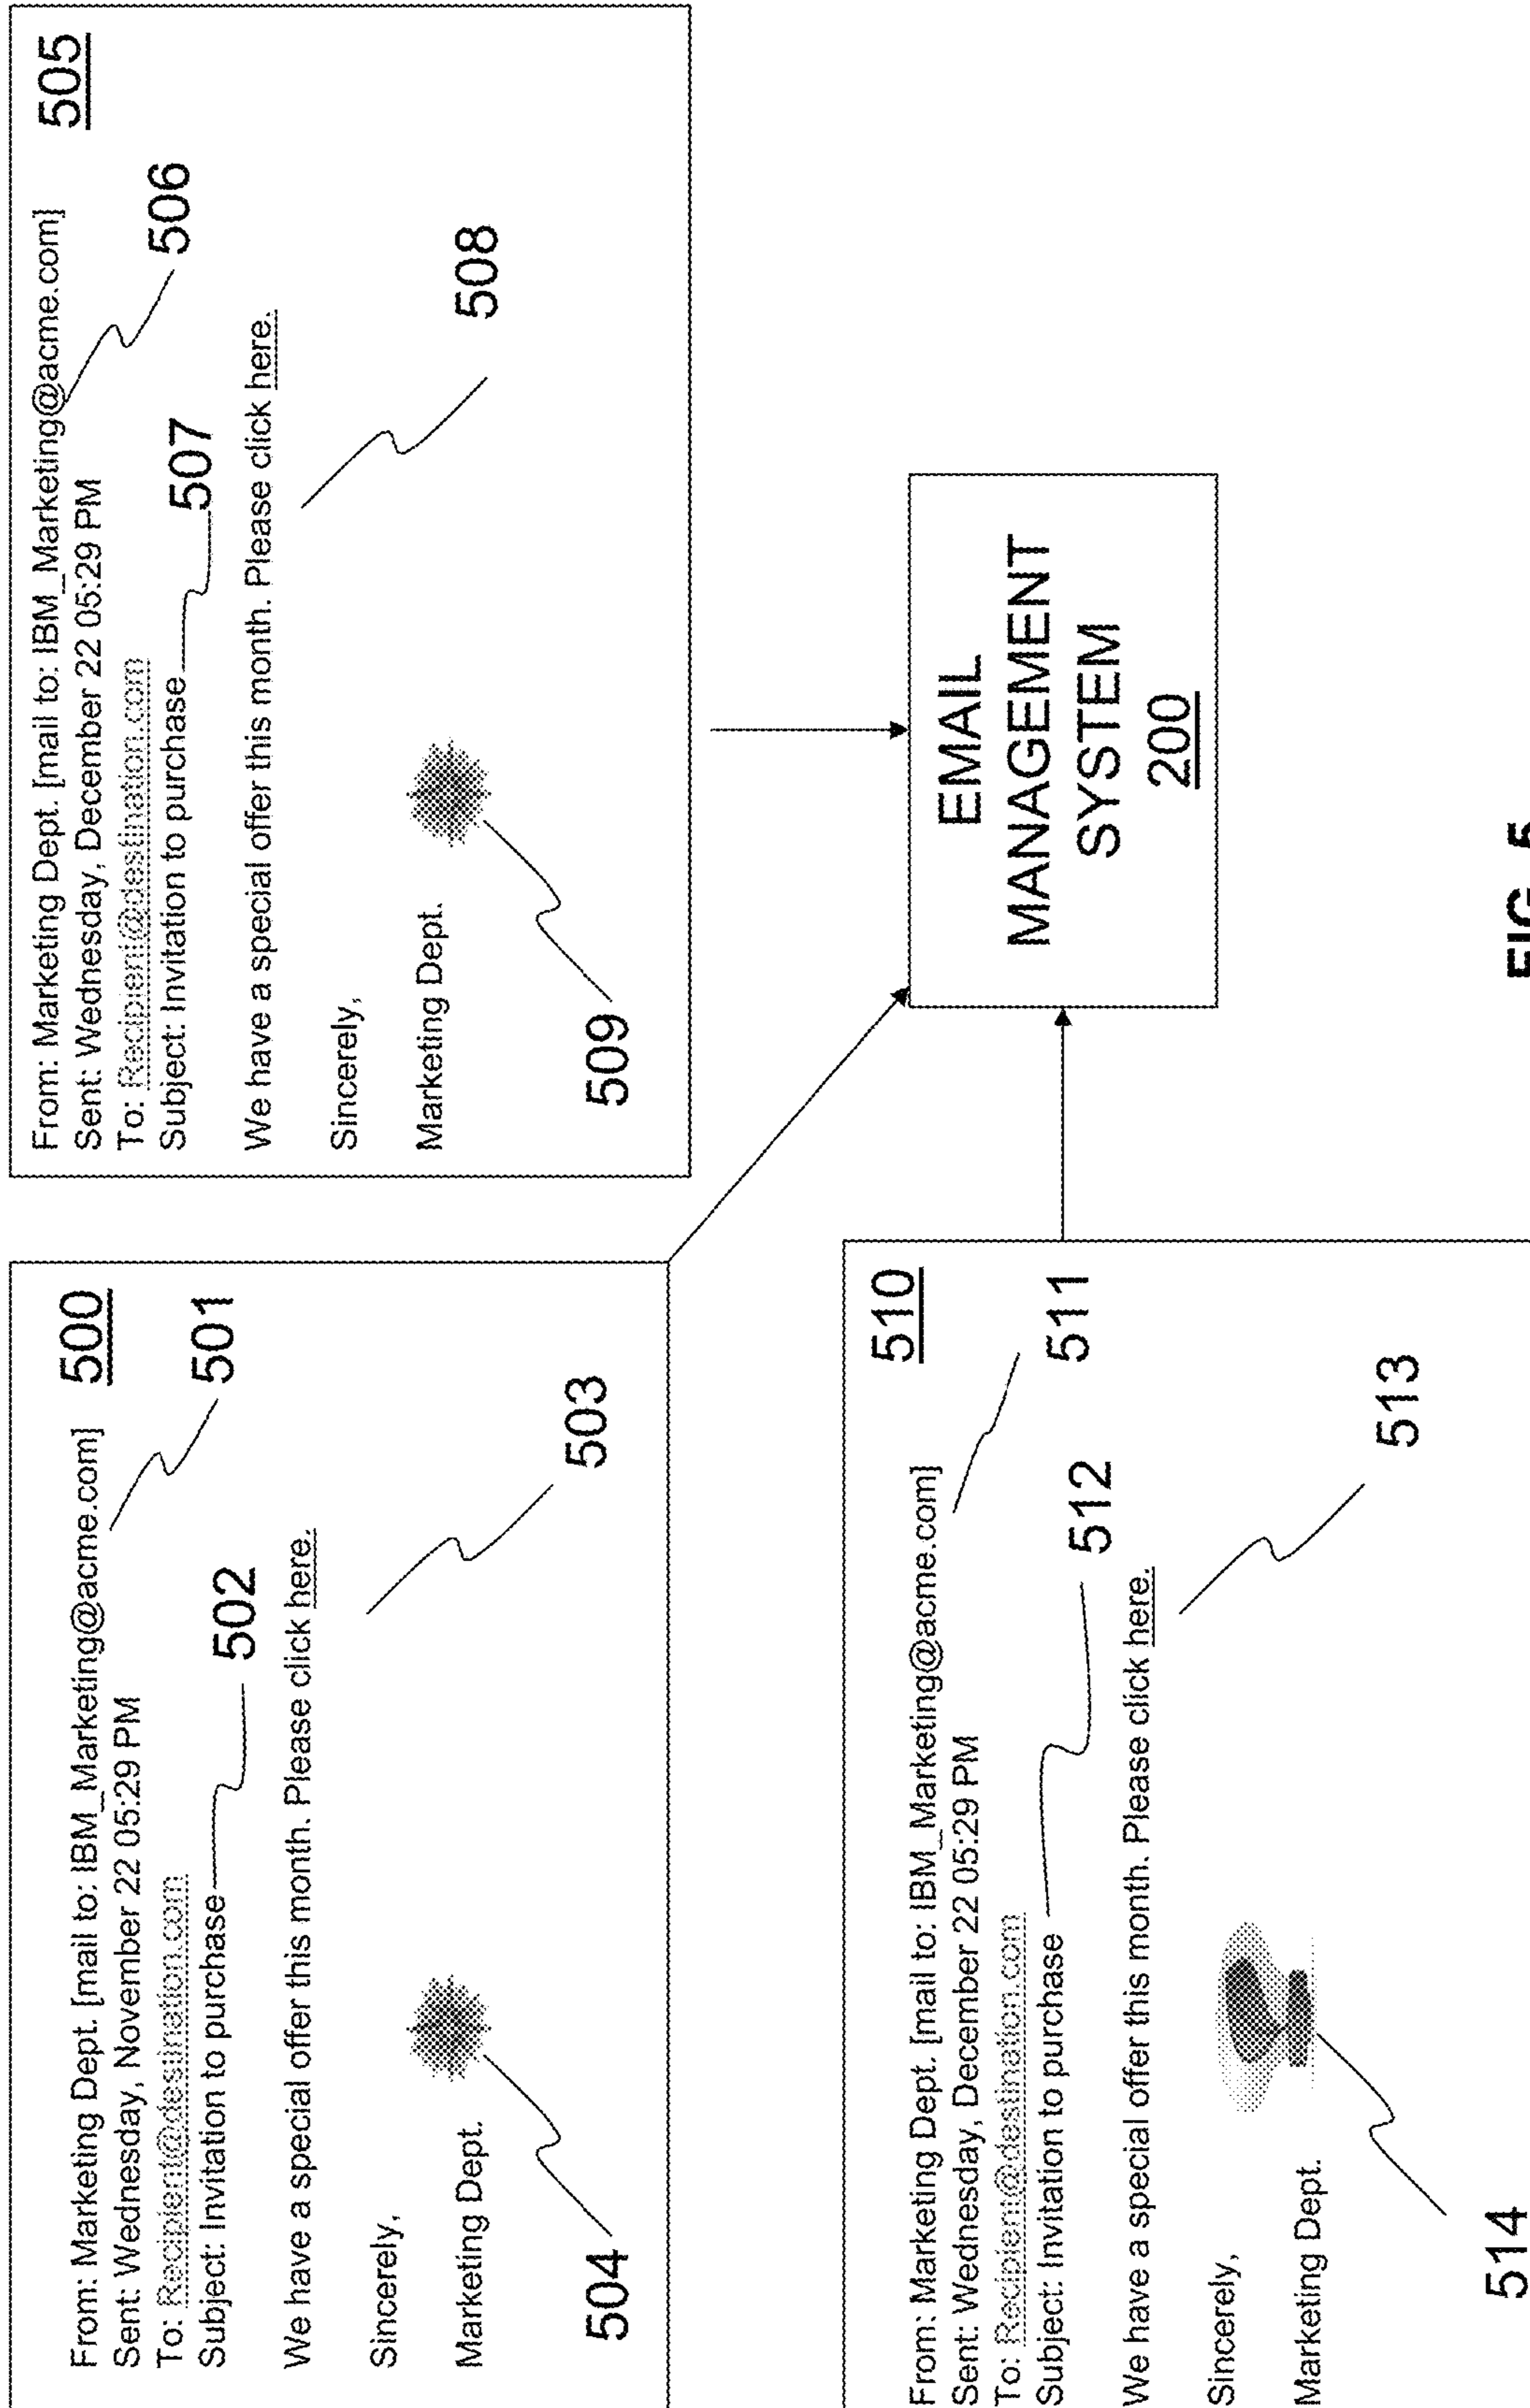 500
From: Marketing Dept. [mail to: IBM_Marketing@acme.com]
501
Sent: Wednesday, November 22 05:29 PM
To: Recipient@destination.com
Subject: Invitation to purchase
502
We have a special offer this month. Please click here.
503
Sincerely,
Marketing Dept.
504
505
From: Marketing Dept. [mail to: IBM_Marketing@acme.com]
506
Sent: Wednesday, December 22 05:29 PM
To: Recipient@destination.com
Subject: Invitation to purchase
507
We have a special offer this month. Please click here.
508
Sincerely,
Marketing Dept.
509
510
From: Marketing Dept. [mail to: IBM_Marketing@acme.com]
511
Sent: Wednesday, December 22 05:29 PM
To: Recipient@destination.com
Subject: Invitation to purchase
512
We have a special offer this month. Please click here.
513
Sincerely,
Marketing Dept.
514
EMAIL
MANAGEMENT
SYSTEM
200
FIG. 5